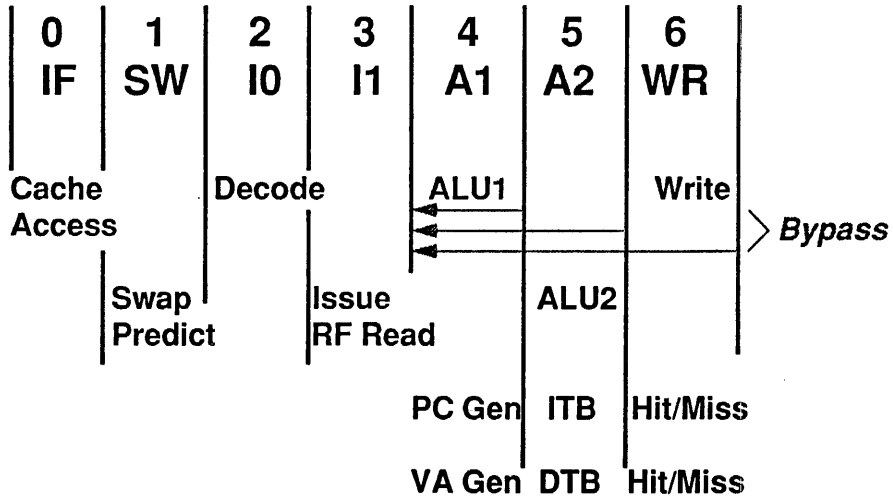 0 1 2 3 4 5 6
IF SW I0 I1 A1 A2 WR
Cache Decode ALU1 Write
Access
Bypass
Swap Issue ALU2
Predict RF Read
PC Gen ITB Hit/Miss
VA Gen DTB Hit/Miss